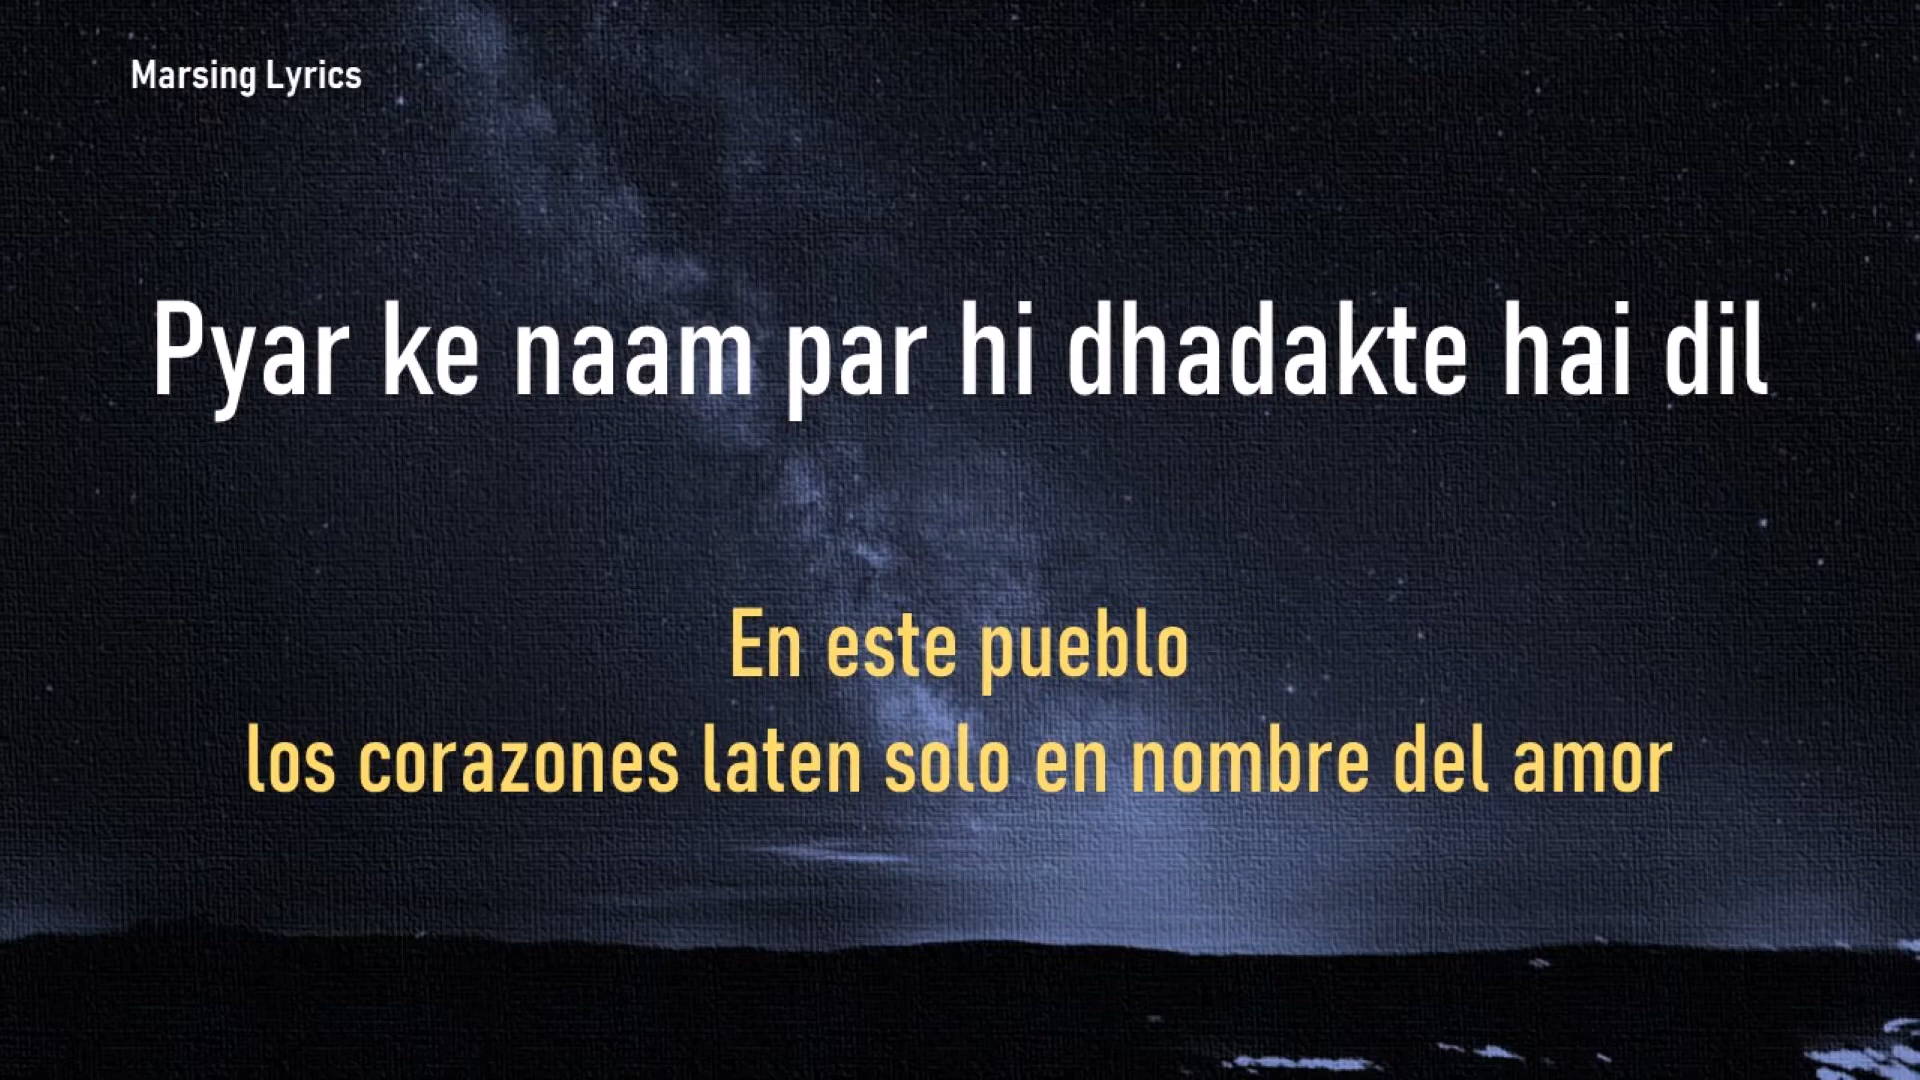 Marsing Lyrics
Pyar ke naam par hi dhadakte hai dil
En este pueblo
los corazones laten solo en nombre del amor